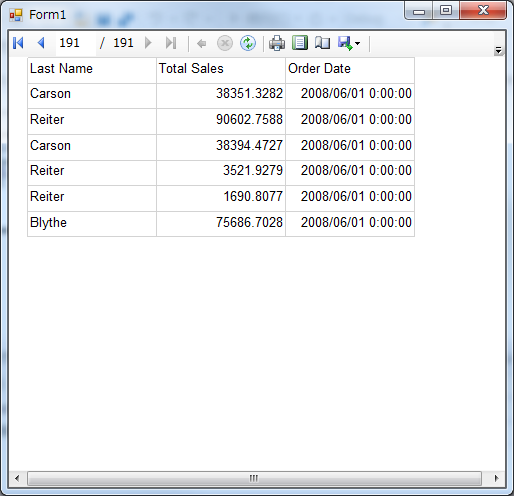 Form1
191 / 191
Last Name Total Sales Order Date
Carson 38351.3282 2008/06/01 0:00:00
Reiter 90602.7588 2008/06/01 0:00:00
Carson 38394.4727 2008/06/01 0:00:00
Reiter 3521.9279 2008/06/01 0:00:00
Reiter 1690.8077 2008/06/01 0:00:00
Blythe 75686.7028 2008/06/01 0:00:00